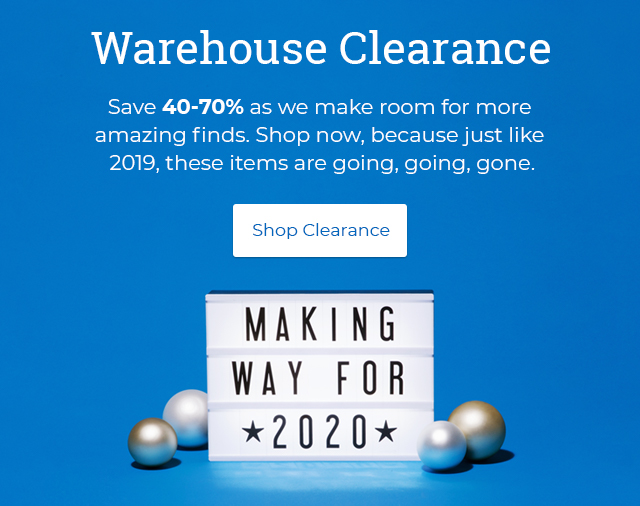 Warehouse Clearance
Save 40-70% as we make room for more
amazing finds. Shop now, because just like
2019, these items are going, going, gone.
Shop Clearance
MAKING
WAY FOR
★2020★